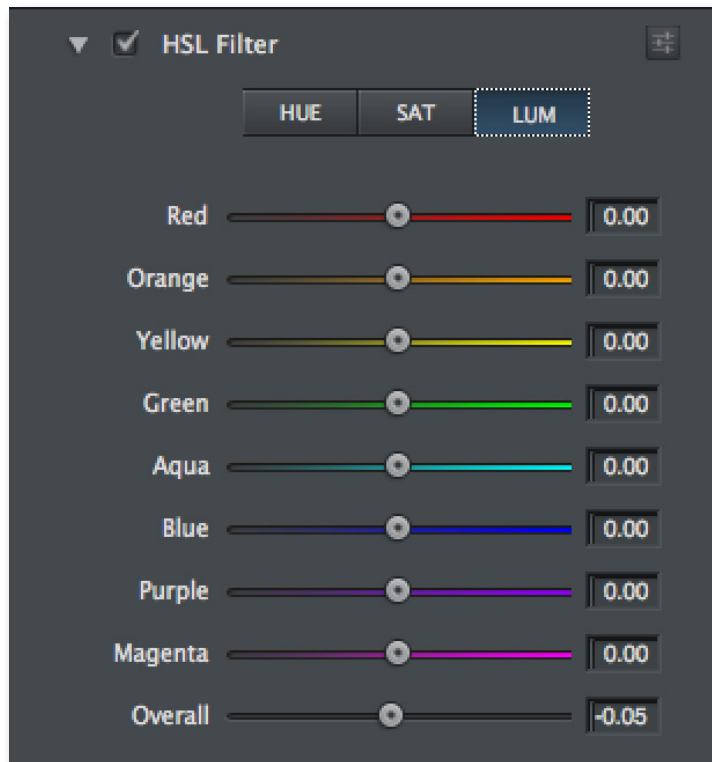 HSL Filter
HUE SAT LUM
Red 0.00
Orange 0.00
Yellow 0.00
Green 0.00
Aqua 0.00
Blue 0.00
Purple 0.00
Magenta 0.00
Overall -0.05